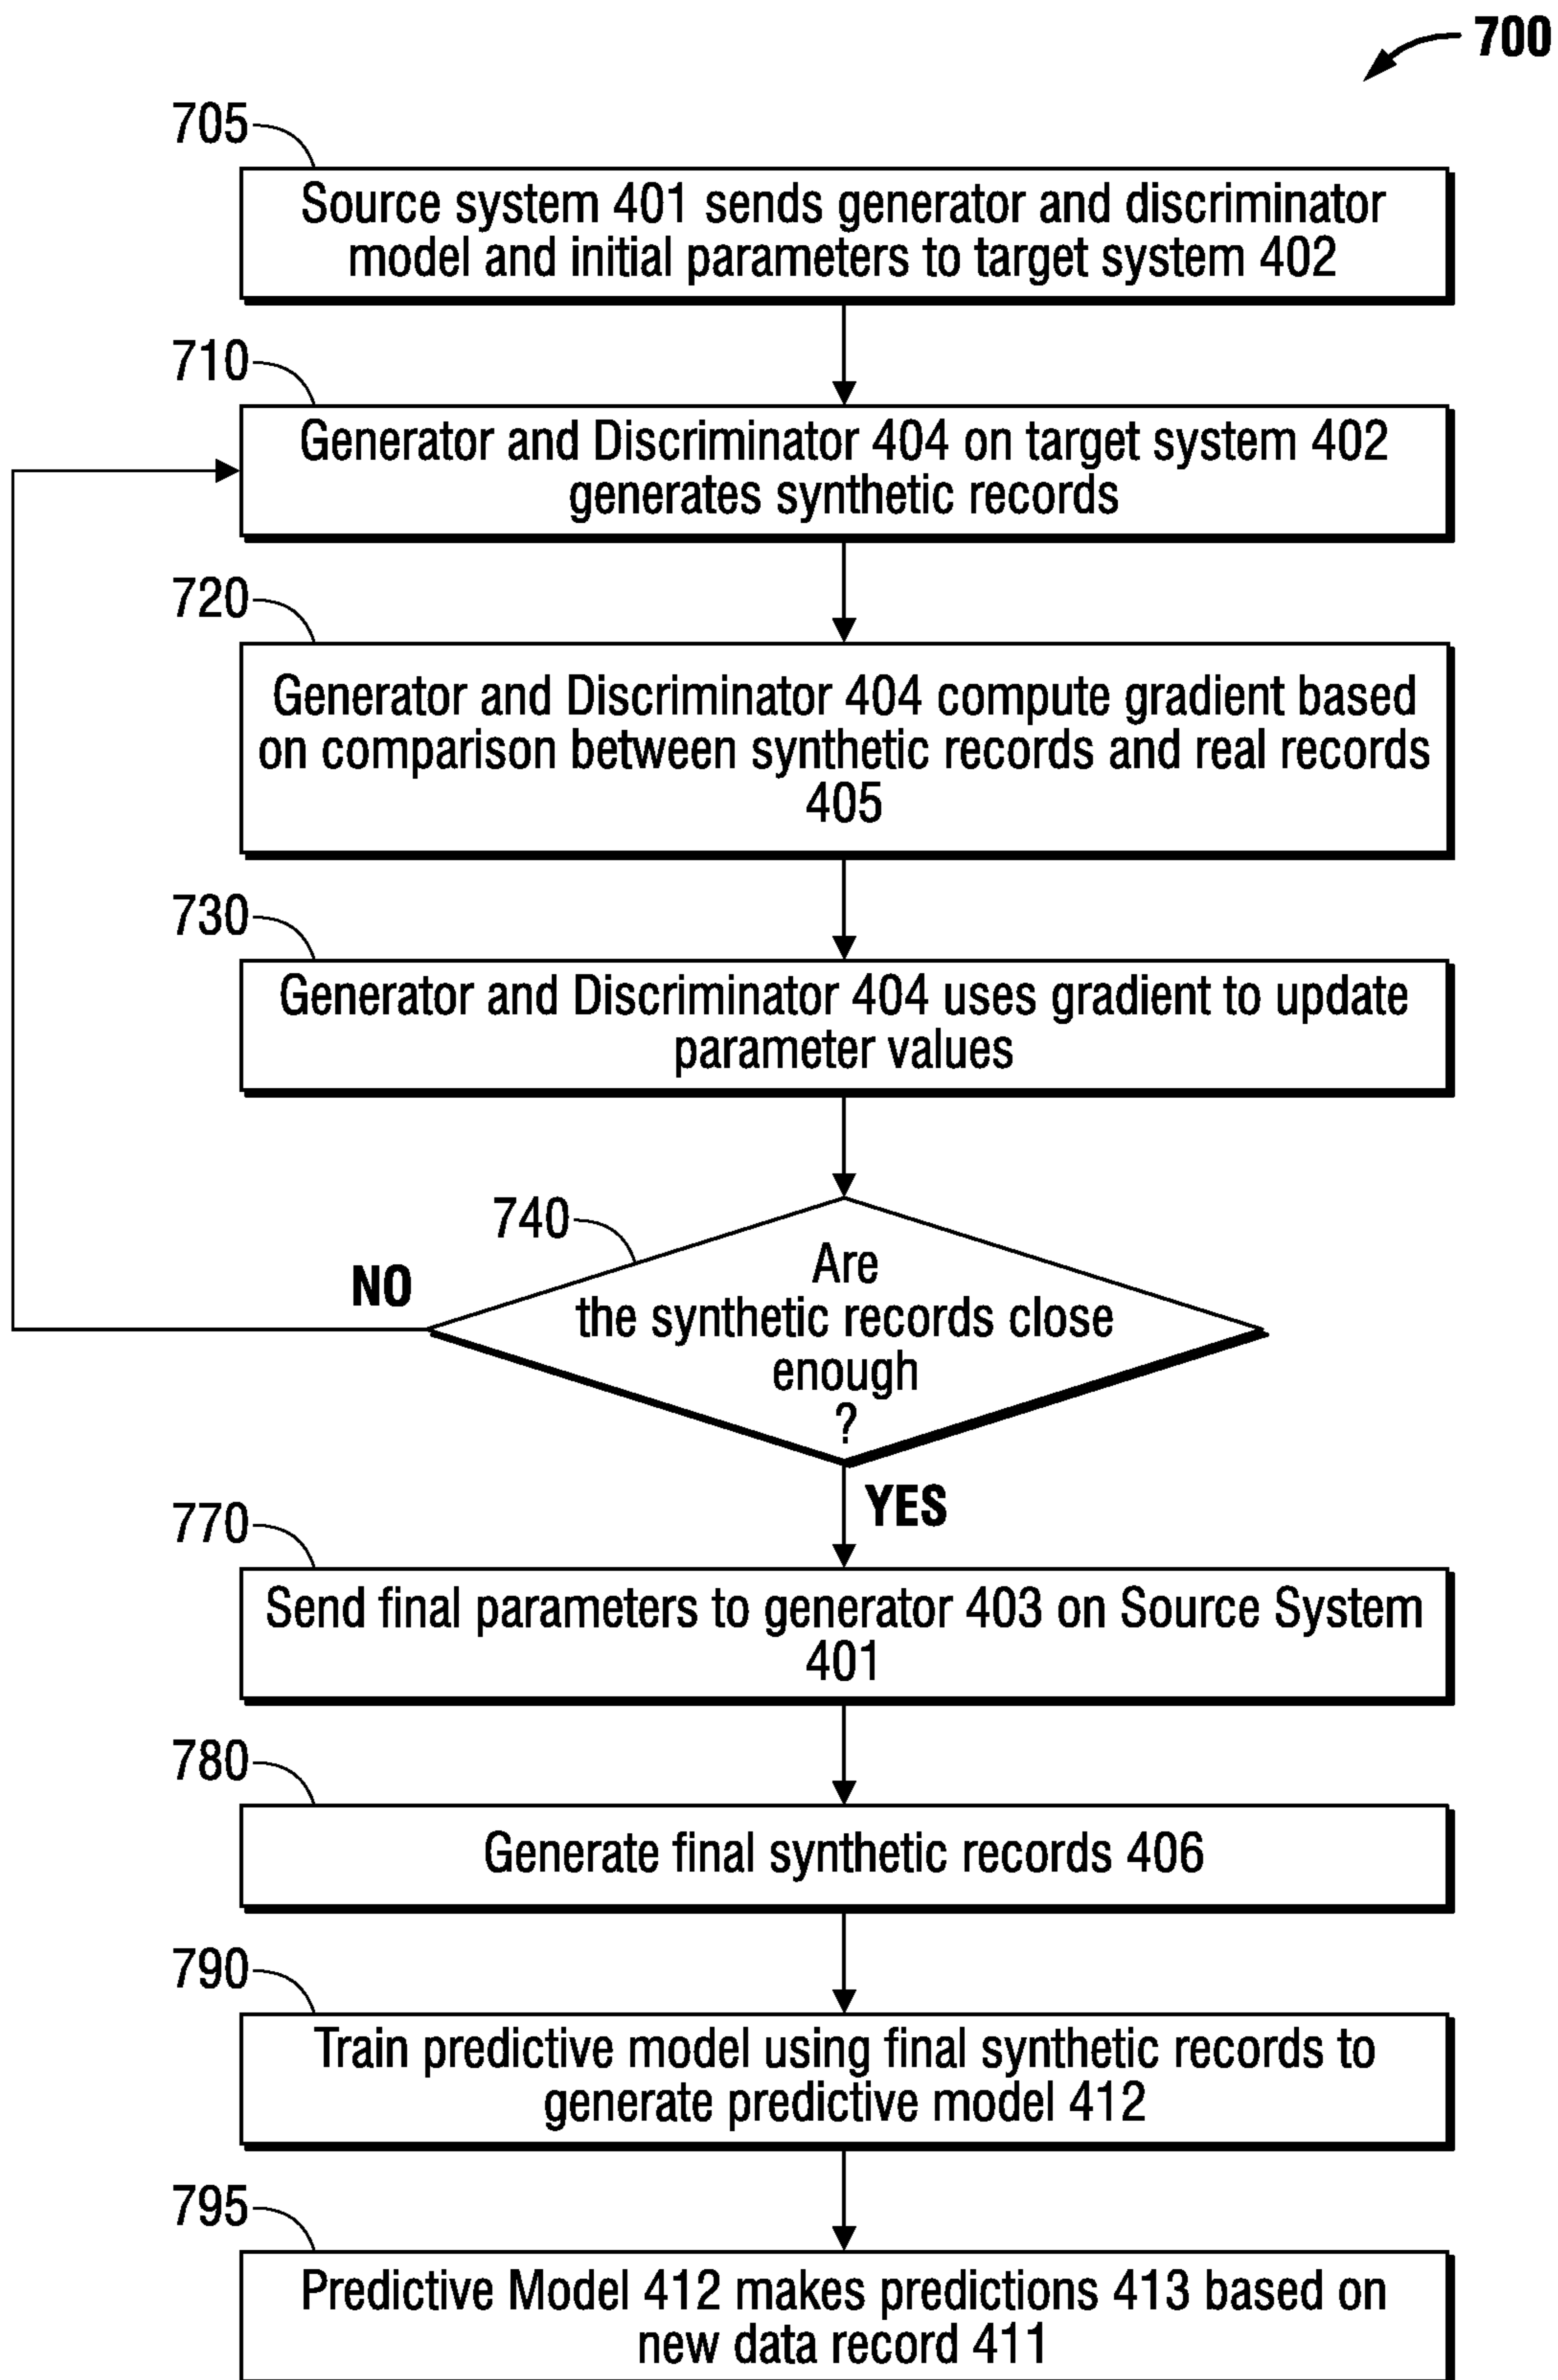 700
705
Source system 401 sends generator and discriminator
model and initial parameters to target system 402
710
Generator and Discriminator 404 on target system 402
generates synthetic records
720
Generator and Discriminator 404 compute gradient based
on comparison between synthetic records and real records
405
730
Generator and Discriminator 404 uses gradient to update
parameter values
740
Are
the synthetic records close
enough
?
NO
YES
770
Send final parameters to generator 403 on Source System
401
780
Generate final synthetic records 406
790
Train predictive model using final synthetic records to
generate predictive model 412
795
Predictive Model 412 makes predictions 413 based on
new data record 411